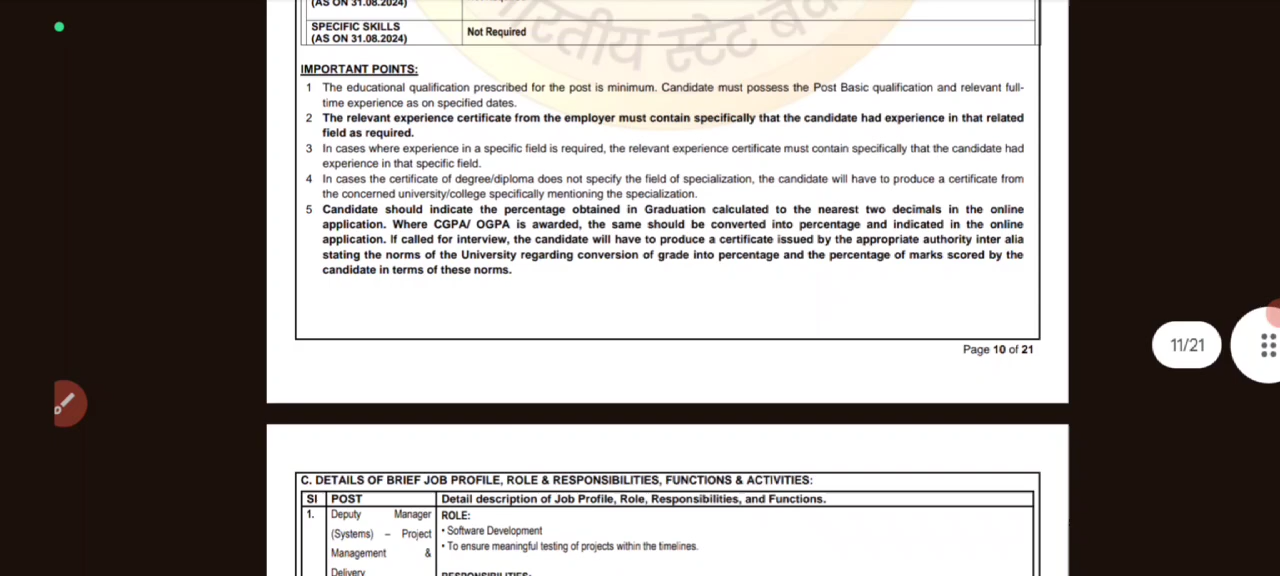 (AS ON 31.08.2024)
SPECIFIC SKILLS
(AS ON 31.08.2024)
Not Required
भारतीय स्टेट
IMPORTANT POINTS:
1 The educational qualification prescribed for the post is minimum. Candidate must possess the Post Basic qualification and relevant full-
time experience as on specified dates.
2 The relevant experience certificate from the employer must contain specifically that the candidate had experience in that related
field as required.
3 In cases where experience in a specific field is required, the relevant experience certificate must contain specifically that the candidate had
experience in that specific field.
4 In cases the certificate of degree/diploma does not specify the field of specialization, the candidate will have to produce a certificate from
the concerned university/college specifically mentioning the specialization.
5 Candidate should indicate the percentage obtained in Graduation calculated to the nearest two decimals in the online
application. Where CGPA/ OGPA is awarded, the same should be converted into percentage and indicated in the online
application. If called for interview, the candidate will have to produce a certificate issued by the appropriate authority inter alia
stating the norms of the University regarding conversion of grade into percentage and the percentage of marks scored by the
candidate in terms of these norms.
Page 10 of 21
11/21
C. DETAILS OF BRIEF JOB PROFILE, ROLE & RESPONSIBILITIES, FUNCTIONS & ACTIVITIES:
Sl POST Detail description of Job Profile, Role, Responsibilities, and Functions.
1. Deputy Manager ROLE:
(Systems) – Project • Software Development
Management & • To ensure meaningful testing of projects within the timelines.
Delivery
RESPONSIBILITIES: